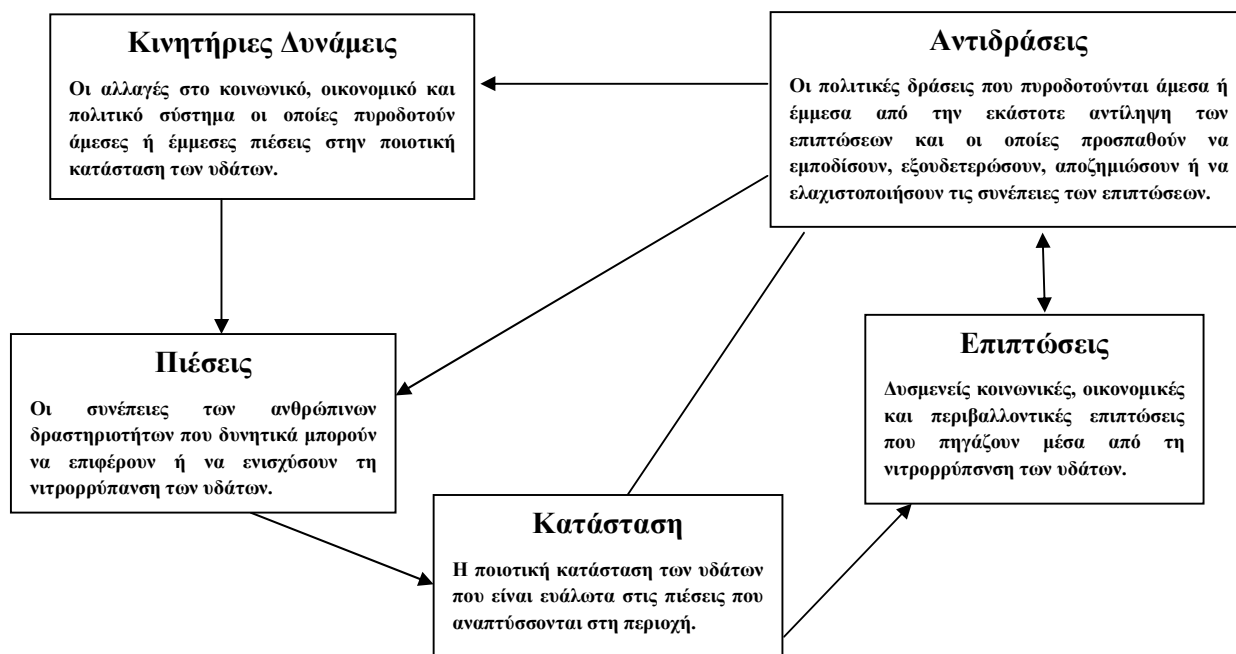 Κινητήριες Δυνάμεις
Οι αλλαγές στο κοινωνικό, οικονομικό και
πολιτικό σύστημα οι οποίες πυροδοτούν
άμεσες ή έμμεσες πιέσεις στην ποιοτική
κατάσταση των υδάτων.
Αντιδράσεις
Οι πολιτικές δράσεις που πυροδοτούνται άμεσα ή
έμμεσα από την εκάστοτε αντίληψη των
επιπτώσεων και οι οποίες προσπαθούν να
εμποδίσουν, εξουδετερώσουν, αποζημιώσουν ή να
ελαχιστοποιήσουν τις συνέπειες των επιπτώσεων.
Πιέσεις
Οι συνέπειες των ανθρώπινων
δραστηριοτήτων που δυνητικά μπορούν
να επιφέρουν ή να ενισχύσουν τη
νιτρορρύπανση των υδάτων.
Επιπτώσεις
Δυσμενείς κοινωνικές, οικονομικές
και περιβαλλοντικές επιπτώσεις
που πηγάζουν μέσα από τη
νιτρορρύπσνση των υδάτων.
Κατάσταση
Η ποιοτική κατάσταση των υδάτων
που είναι ευάλωτα στις πιέσεις που
αναπτύσσονται στη περιοχή.